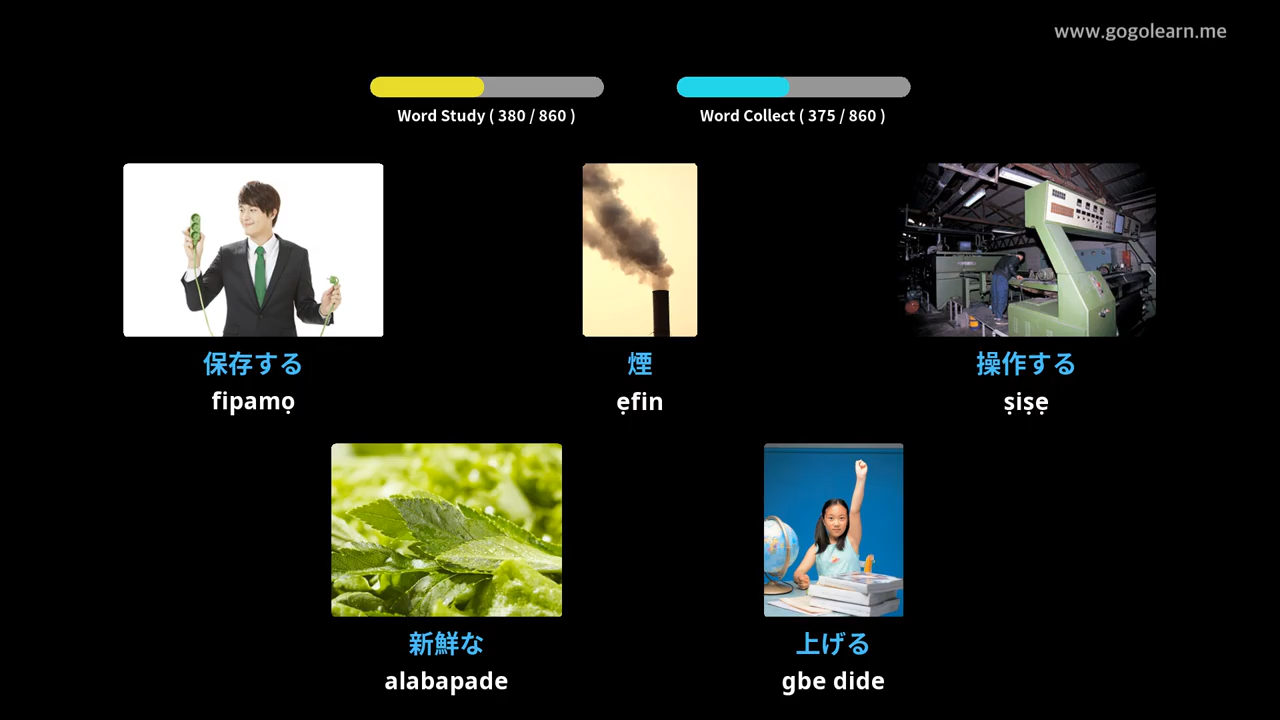 www.gogolearn.me
Word Study ( 380 / 860 )
Word Collect ( 375 / 860 )
保存する
fipamọ
煙
ẹfin
操作する
ṣiṣẹ
新鮮な
alabapade
上げる
gbe dide